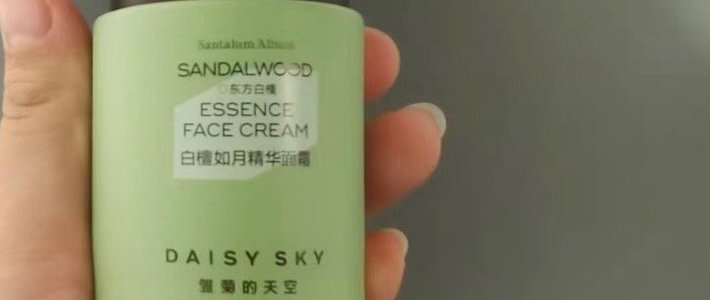 Santalum Album
SANDALWOOD
东方白檀
ESSENCE
FACE CREAM
白檀如月精华面霜
DAISY SKY
雏菊的天空